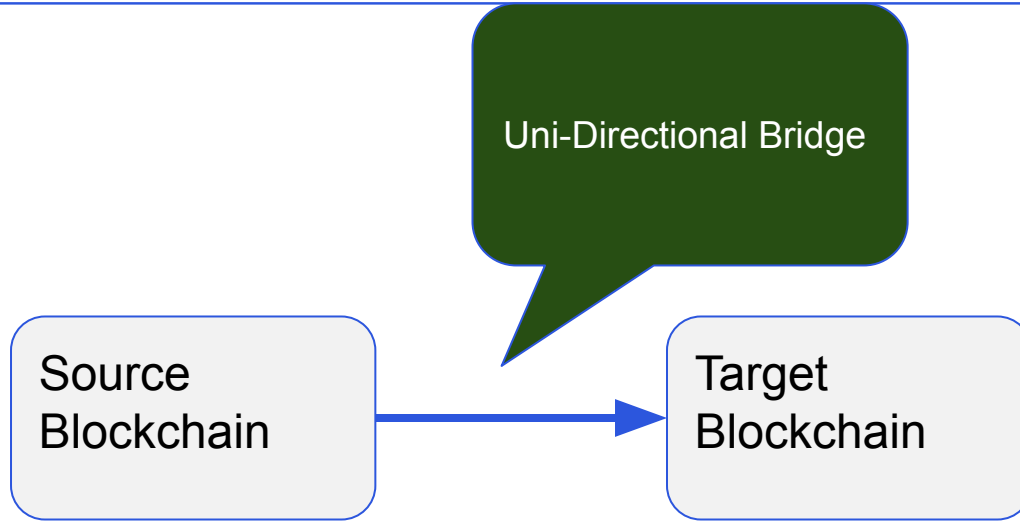 Uni-Directional Bridge
Source
Blockchain
Target
Blockchain